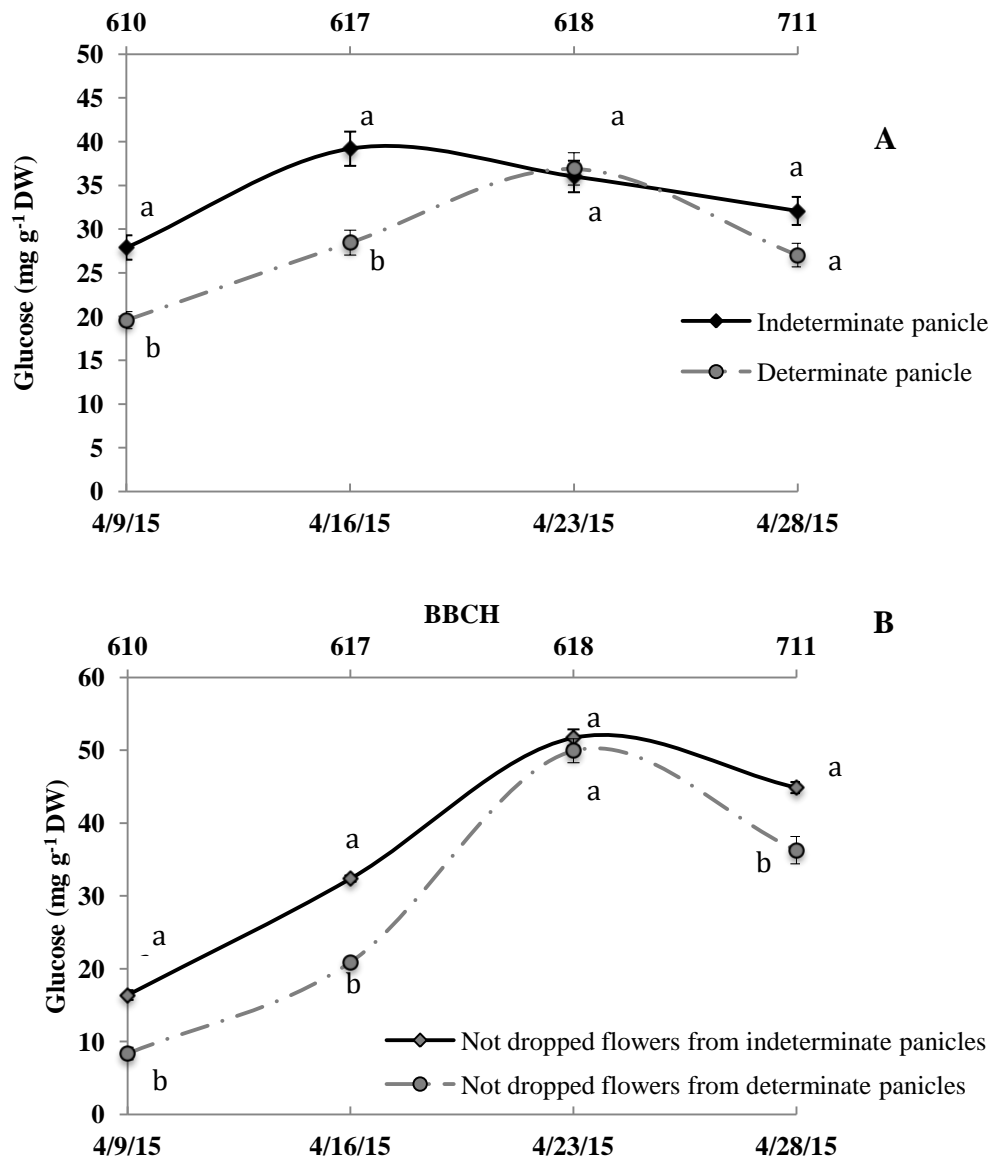 610 617 618 711
50
45
40
35
30
25
20
15
10
5
0
Glucose (mg g-1 DW)
A
a
a
a
a
b
b
a
a
Indeterminate panicle
Determinate panicle
4/9/15 4/16/15 4/23/15 4/28/15
BBCH
B
610 617 618 711
60
50
40
30
20
10
0
Glucose (mg g-1 DW)
a
a
a
a
b
b
a
b
Not dropped flowers from indeterminate panicles
Not dropped flowers from determinate panicles
4/9/15 4/16/15 4/23/15 4/28/15